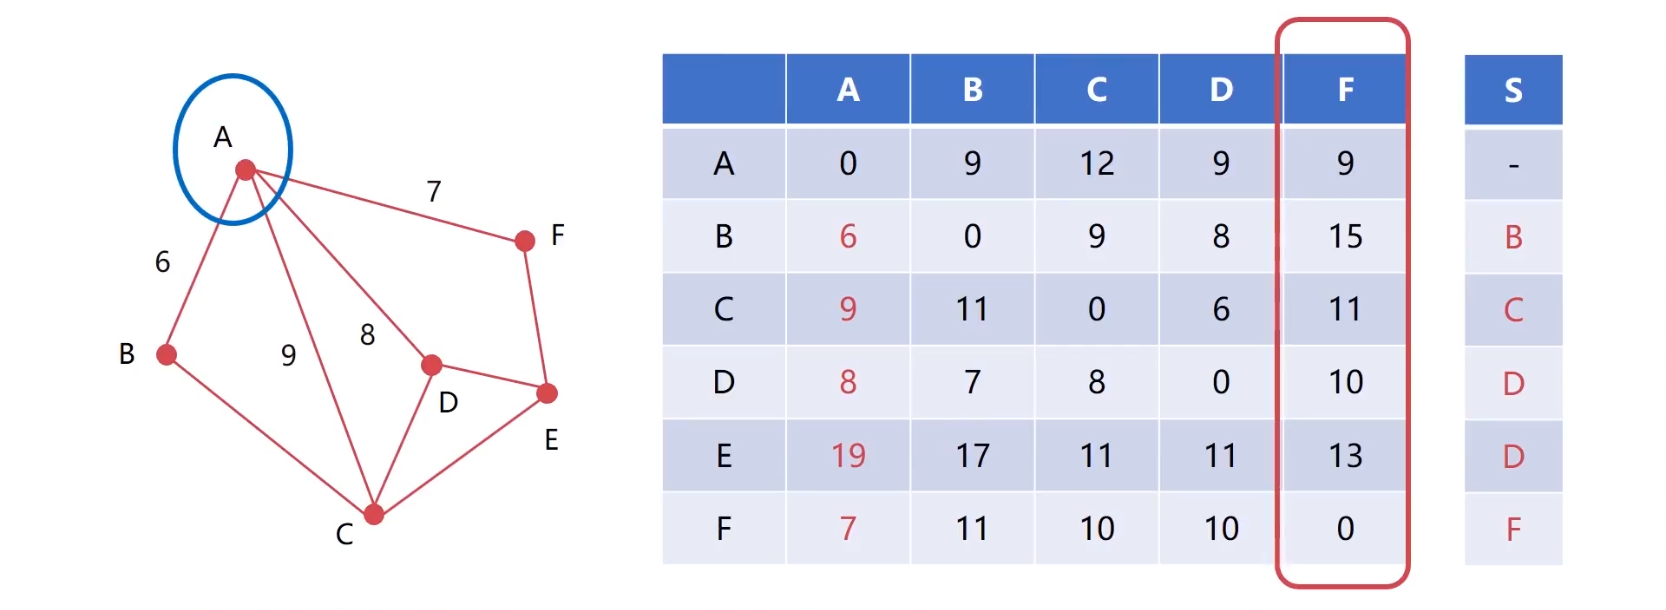 A
7
F
6
8
9
B
D
E
C
A B C D F S
A 0 9 12 9 9 -
B 6 0 9 8 15 B
C 9 11 0 6 11 C
D 8 7 8 0 10 D
E 19 17 11 11 13 D
F 7 11 10 10 0 F